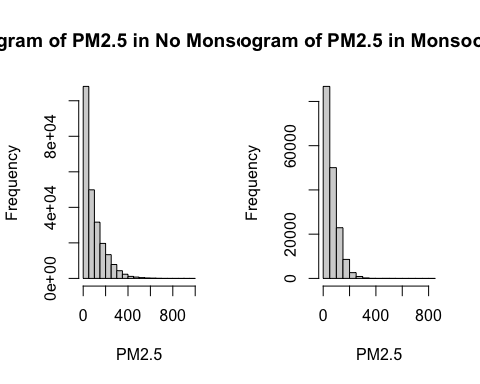 gram of PM2.5 in No Mons
ogram of PM2.5 in Monsoo
Frequency
0e+00 4e+04 8e+04
0 400 800
PM2.5
Frequency
0 20000 60000
0 400 800
PM2.5